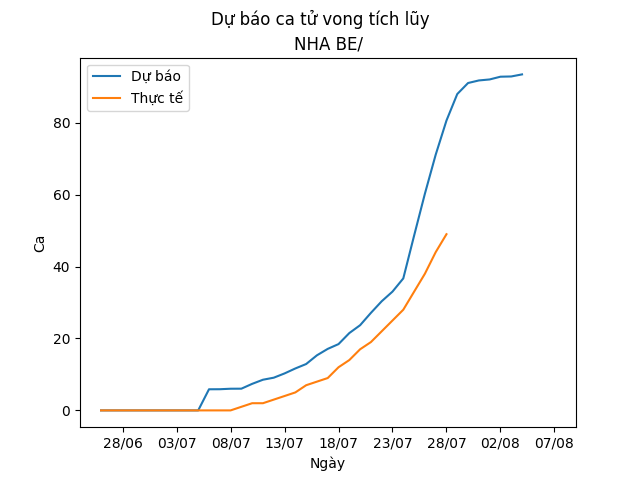 Dự báo ca tử vong tích lũy
NHA BE/
Dự báo
Thực tế
80
60
40
20
0
Ca
28/06 03/07 08/07 13/07 18/07 23/07 28/07 02/08 07/08
Ngày